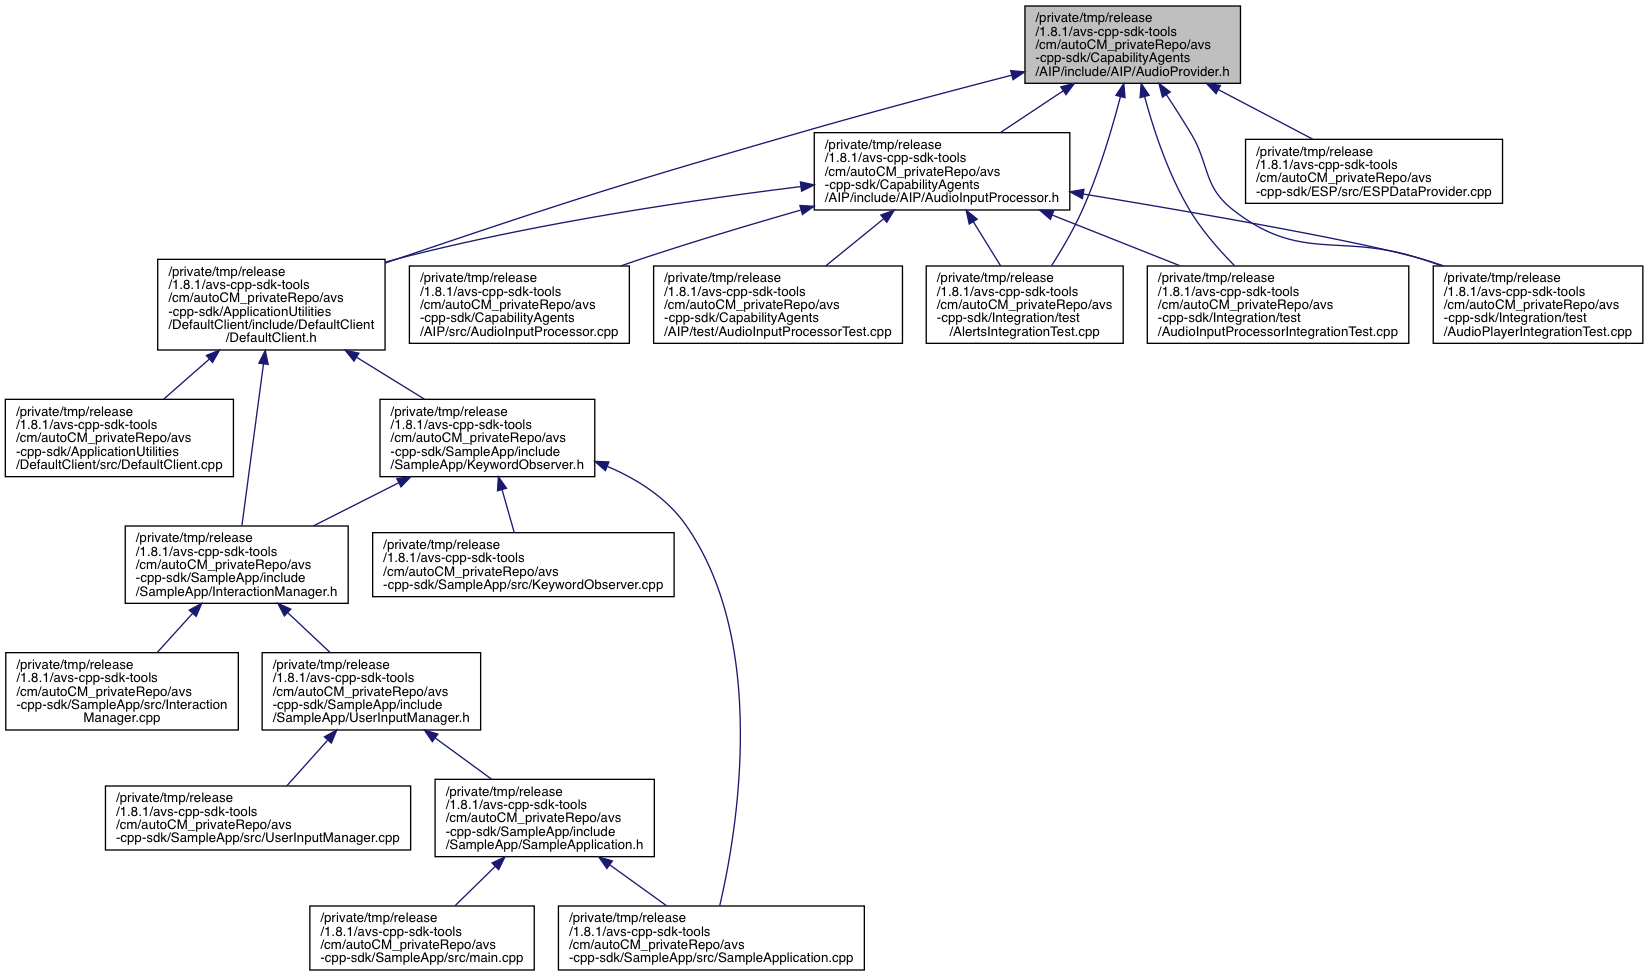 /private/tmp/release
/1.8.1/avs-cpp-sdk-tools
/cm/autoCM_privateRepo/avs
-cpp-sdk/CapabilityAgents
/AIP/include/AIP/AudioProvider.h
/private/tmp/release
/1.8.1/avs-cpp-sdk-tools
/cm/autoCM_privateRepo/avs
-cpp-sdk/CapabilityAgents
/AIP/include/AIP/AudioInputProcessor.h
/private/tmp/release
/1.8.1/avs-cpp-sdk-tools
/cm/autoCM_privateRepo/avs
-cpp-sdk/ESP/src/ESPDataProvider.cpp
/private/tmp/release
/1.8.1/avs-cpp-sdk-tools
/cm/autoCM_privateRepo/avs
-cpp-sdk/ApplicationUtilities
/DefaultClient/include/DefaultClient
/DefaultClient.h
/private/tmp/release
/1.8.1/avs-cpp-sdk-tools
/cm/autoCM_privateRepo/avs
-cpp-sdk/CapabilityAgents
/AIP/src/AudioInputProcessor.cpp
/private/tmp/release
/1.8.1/avs-cpp-sdk-tools
/cm/autoCM_privateRepo/avs
-cpp-sdk/CapabilityAgents
/AIP/test/AudioInputProcessorTest.cpp
/private/tmp/release
/1.8.1/avs-cpp-sdk-tools
/cm/autoCM_privateRepo/avs
-cpp-sdk/Integration/test
/AlertsIntegrationTest.cpp
/private/tmp/release
/1.8.1/avs-cpp-sdk-tools
/cm/autoCM_privateRepo/avs
-cpp-sdk/Integration/test
/AudioInputProcessorIntegrationTest.cpp
/private/tmp/release
/1.8.1/avs-cpp-sdk-tools
/cm/autoCM_privateRepo/avs
-cpp-sdk/Integration/test
/AudioPlayerIntegrationTest.cpp
/private/tmp/release
/1.8.1/avs-cpp-sdk-tools
/cm/autoCM_privateRepo/avs
-cpp-sdk/ApplicationUtilities
/DefaultClient/src/DefaultClient.cpp
/private/tmp/release
/1.8.1/avs-cpp-sdk-tools
/cm/autoCM_privateRepo/avs
-cpp-sdk/SampleApp/include
/SampleApp/KeywordObserver.h
/private/tmp/release
/1.8.1/avs-cpp-sdk-tools
/cm/autoCM_privateRepo/avs
-cpp-sdk/SampleApp/include
/SampleApp/InteractionManager.h
/private/tmp/release
/1.8.1/avs-cpp-sdk-tools
/cm/autoCM_privateRepo/avs
-cpp-sdk/SampleApp/src/KeywordObserver.cpp
/private/tmp/release
/1.8.1/avs-cpp-sdk-tools
/cm/autoCM_privateRepo/avs
-cpp-sdk/SampleApp/src/Interaction
Manager.cpp
/private/tmp/release
/1.8.1/avs-cpp-sdk-tools
/cm/autoCM_privateRepo/avs
-cpp-sdk/SampleApp/include
/SampleApp/UserInputManager.h
/private/tmp/release
/1.8.1/avs-cpp-sdk-tools
/cm/autoCM_privateRepo/avs
-cpp-sdk/SampleApp/src/UserInputManager.cpp
/private/tmp/release
/1.8.1/avs-cpp-sdk-tools
/cm/autoCM_privateRepo/avs
-cpp-sdk/SampleApp/include
/SampleApp/SampleApplication.h
/private/tmp/release
/1.8.1/avs-cpp-sdk-tools
/cm/autoCM_privateRepo/avs
-cpp-sdk/SampleApp/src/main.cpp
/private/tmp/release
/1.8.1/avs-cpp-sdk-tools
/cm/autoCM_privateRepo/avs
-cpp-sdk/SampleApp/src/SampleApplication.cpp